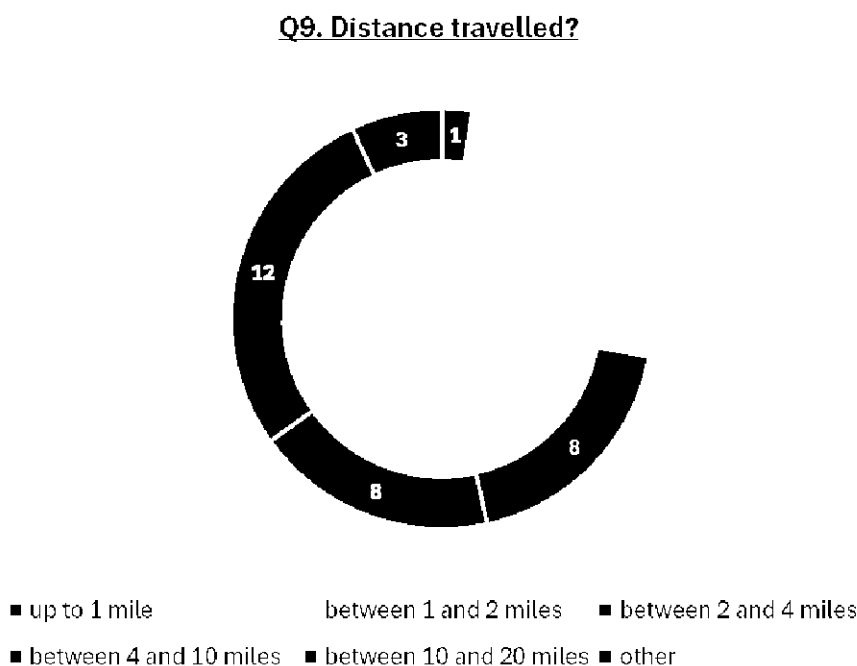 Q9. Distance travelled?
3
1
12
8
8
up to 1 mile
between 1 and 2 miles
between 2 and 4 miles
between 4 and 10 miles
between 10 and 20 miles
other